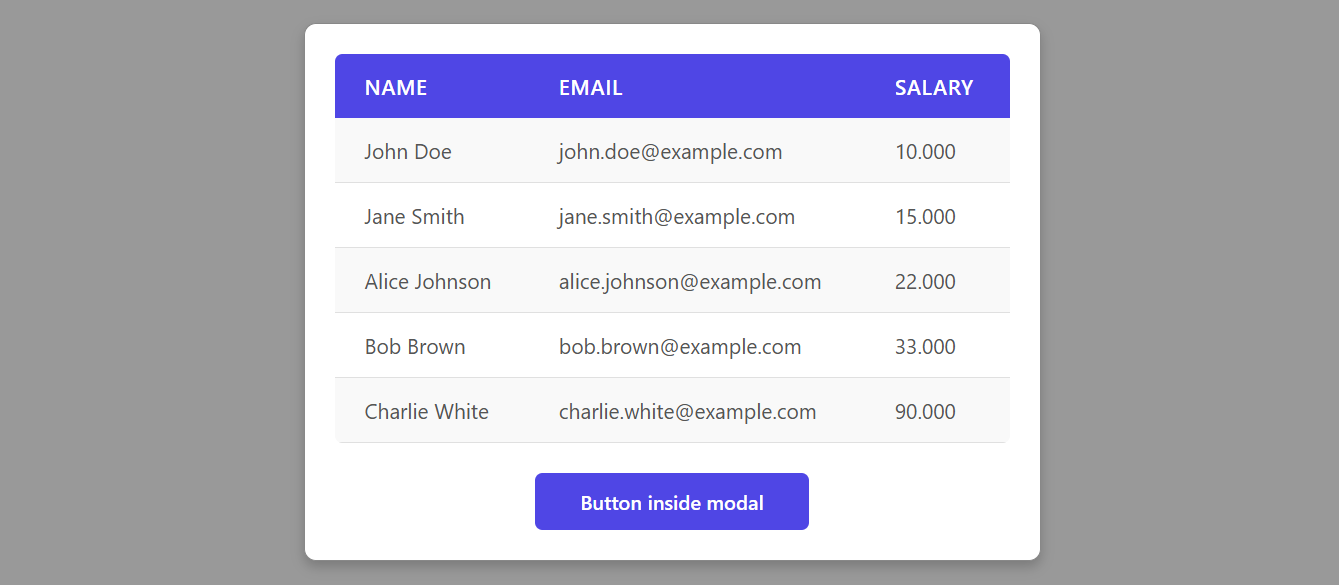 NAME EMAIL SALARY
John Doe john.doe@example.com 10.000
Jane Smith jane.smith@example.com 15.000
Alice Johnson alice.johnson@example.com 22.000
Bob Brown bob.brown@example.com 33.000
Charlie White charlie.white@example.com 90.000
Button inside modal